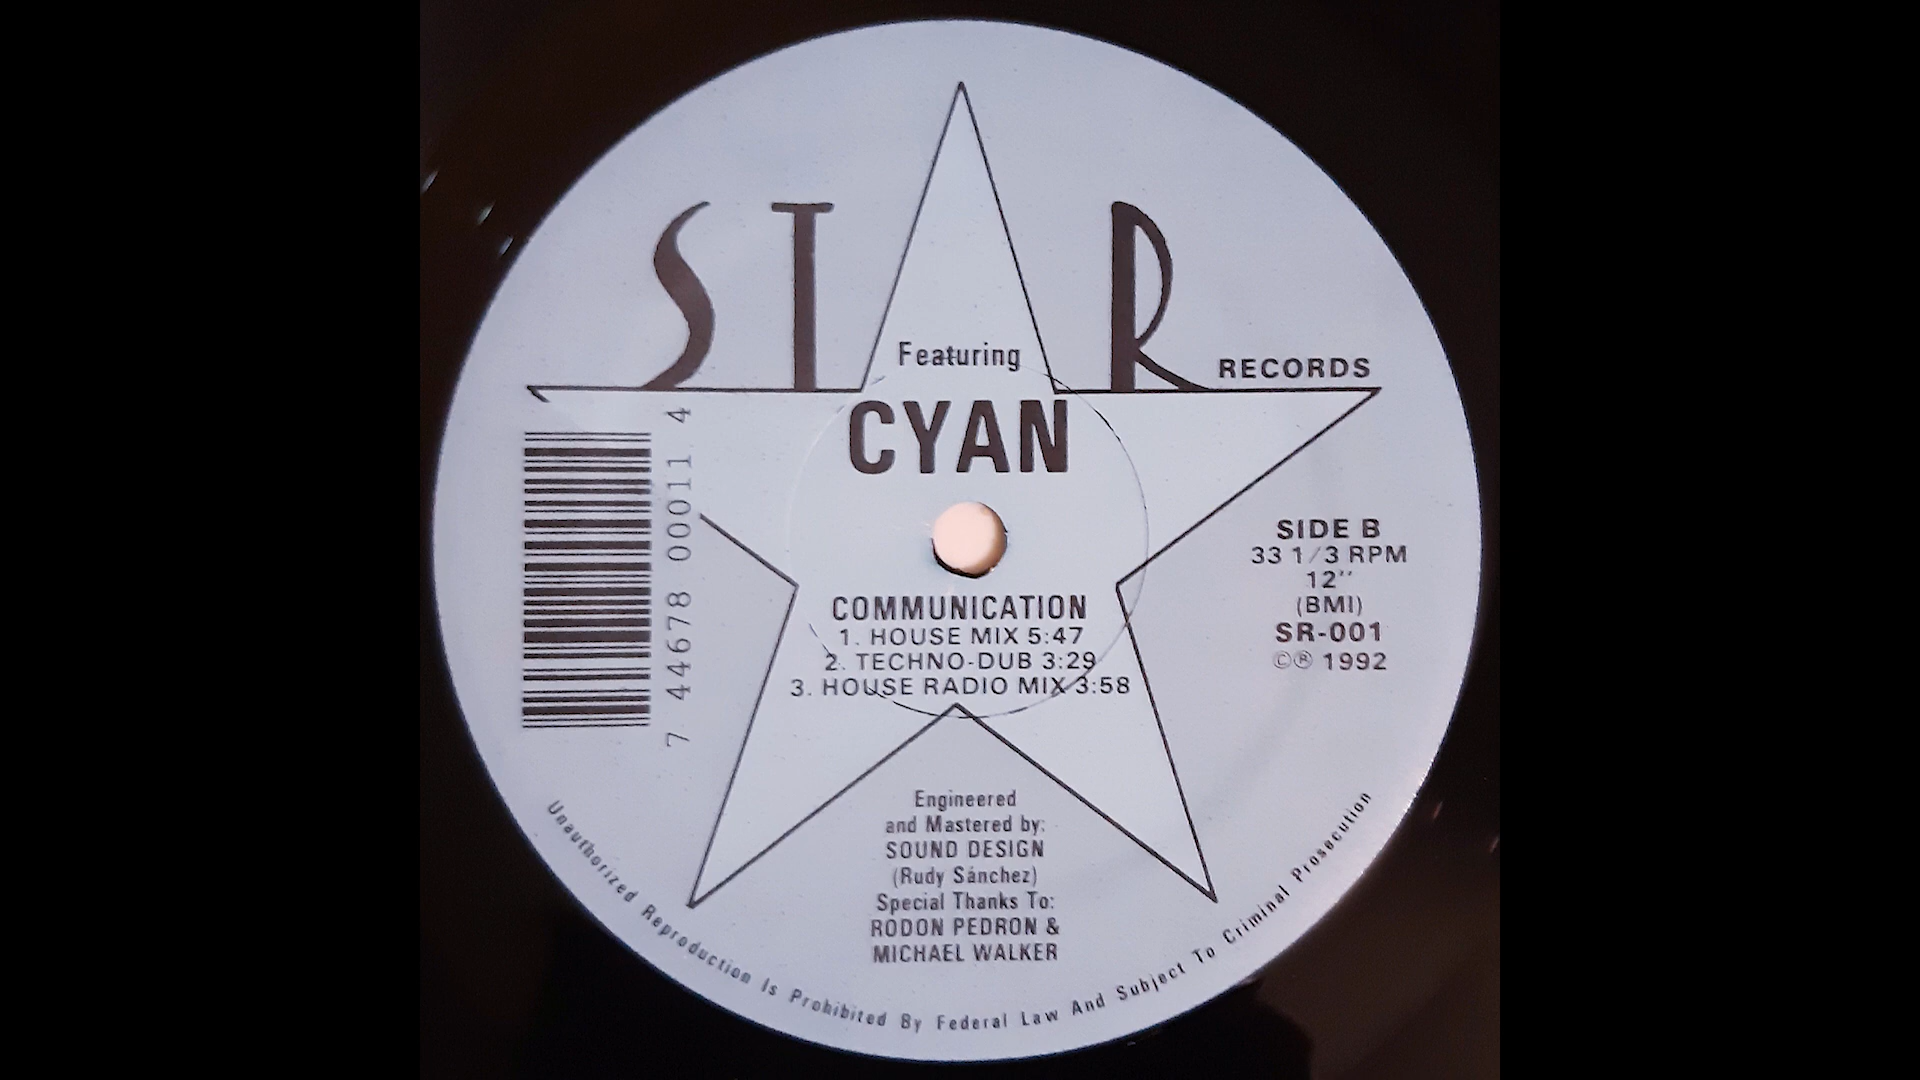 ST R RECORDS
Featuring
CYAN
7 44678 00011 4
SIDE B
33 1/3 RPM
12"
(BMI)
SR-001
©® 1992
COMMUNICATION
1. HOUSE MIX 5:47
2. TECHNO-DUB 3:29
3. HOUSE RADIO MIX 3:58
Engineered
and Mastered by:
SOUND DESIGN
(Rudy Sánchez)
Special Thanks To:
RODON PEDRON &
MICHAEL WALKER
Unauthorized Reproduction Is Prohibited By Federal Law And Subject To Criminal Prosecution